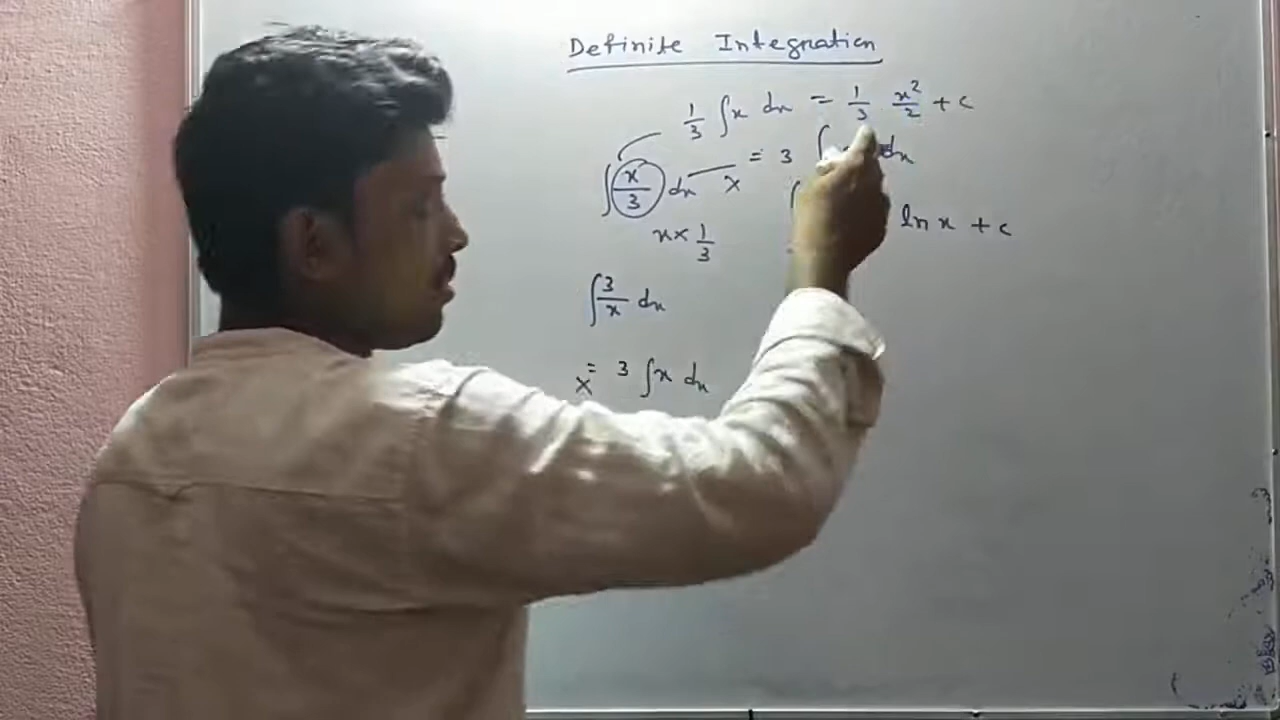 Definite Integration
1/3 ∫x dx = 1/3 x²/2 + c
∫ x/3 dx x = 3 ∫ dx
x × 1/3 ln x + c
∫ 3/x dx
x = 3 ∫x dx